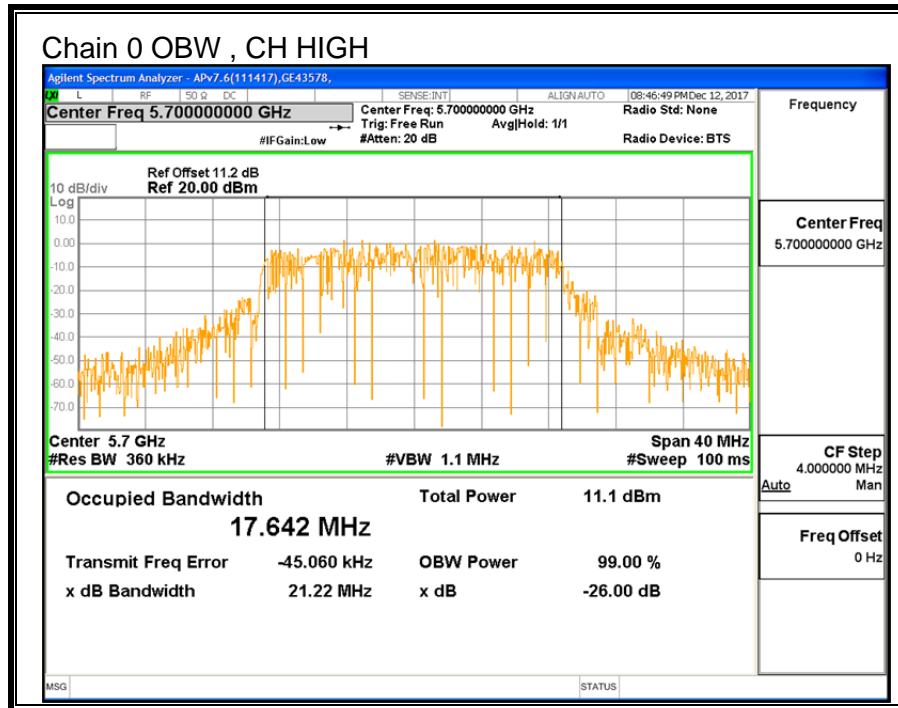 Chain 0 OBW , CH HIGH
Agilent Spectrum Analyzer - APv7.6(111417),GE43578,
LXI L RF 50 Ω DC SENSE:INT ALIGN AUTO 08:46:49 PM Dec 12, 2017
Center Freq 5.700000000 GHz
Center Freq: 5.700000000 GHz
Radio Std: None
Trig: Free Run Avg|Hold: 1/1
#IFGain:Low #Atten: 20 dB Radio Device: BTS
Ref Offset 11.2 dB
10 dB/div Ref 20.00 dBm
Log
10.0
0.00
-10.0
-20.0
-30.0
-40.0
-50.0
-60.0
-70.0
Center 5.7 GHz Span 40 MHz
#Res BW 360 kHz #VBW 1.1 MHz #Sweep 100 ms
Occupied Bandwidth Total Power 11.1 dBm
17.642 MHz
Transmit Freq Error -45.060 kHz OBW Power 99.00 %
x dB Bandwidth 21.22 MHz x dB -26.00 dB
MSG STATUS
Frequency
Center Freq
5.700000000 GHz
CF Step
4.000000 MHz
Auto Man
Freq Offset
0 Hz